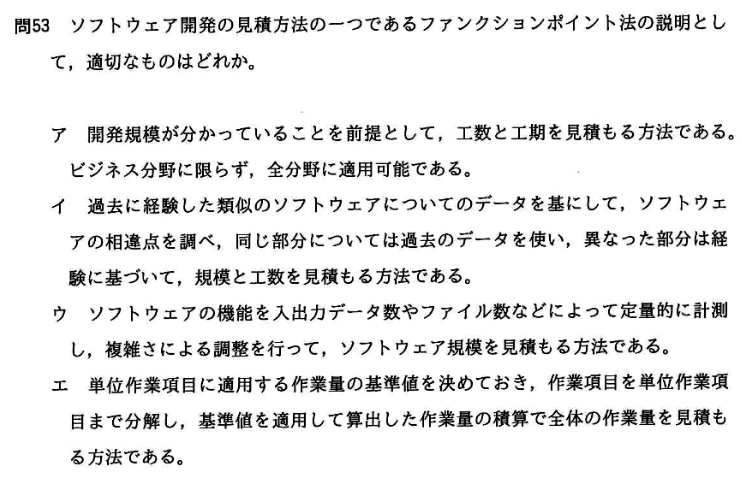 問53 ソフトウェア開発の見積方法の一つであるファンクションポイント法の説明とし
て，適切なものはどれか。
ア 開発規模が分かっていることを前提として，工数と工期を見積もる方法である。
ビジネス分野に限らず，全分野に適用可能である。
イ 過去に経験した類似のソフトウェアについてのデータを基にして，ソフトウェ
アの相違点を調べ，同じ部分については過去のデータを使い，異なった部分は経
験に基づいて，規模と工数を見積もる方法である。
ウ ソフトウェアの機能を入出力データ数やファイル数などによって定量的に計測
し，複雑さによる調整を行って，ソフトウェア規模を見積もる方法である。
エ 単位作業項目に適用する作業量の基準値を決めておき，作業項目を単位作業項
目まで分解し，基準値を適用して算出した作業量の積算で全体の作業量を見積も
る方法である。